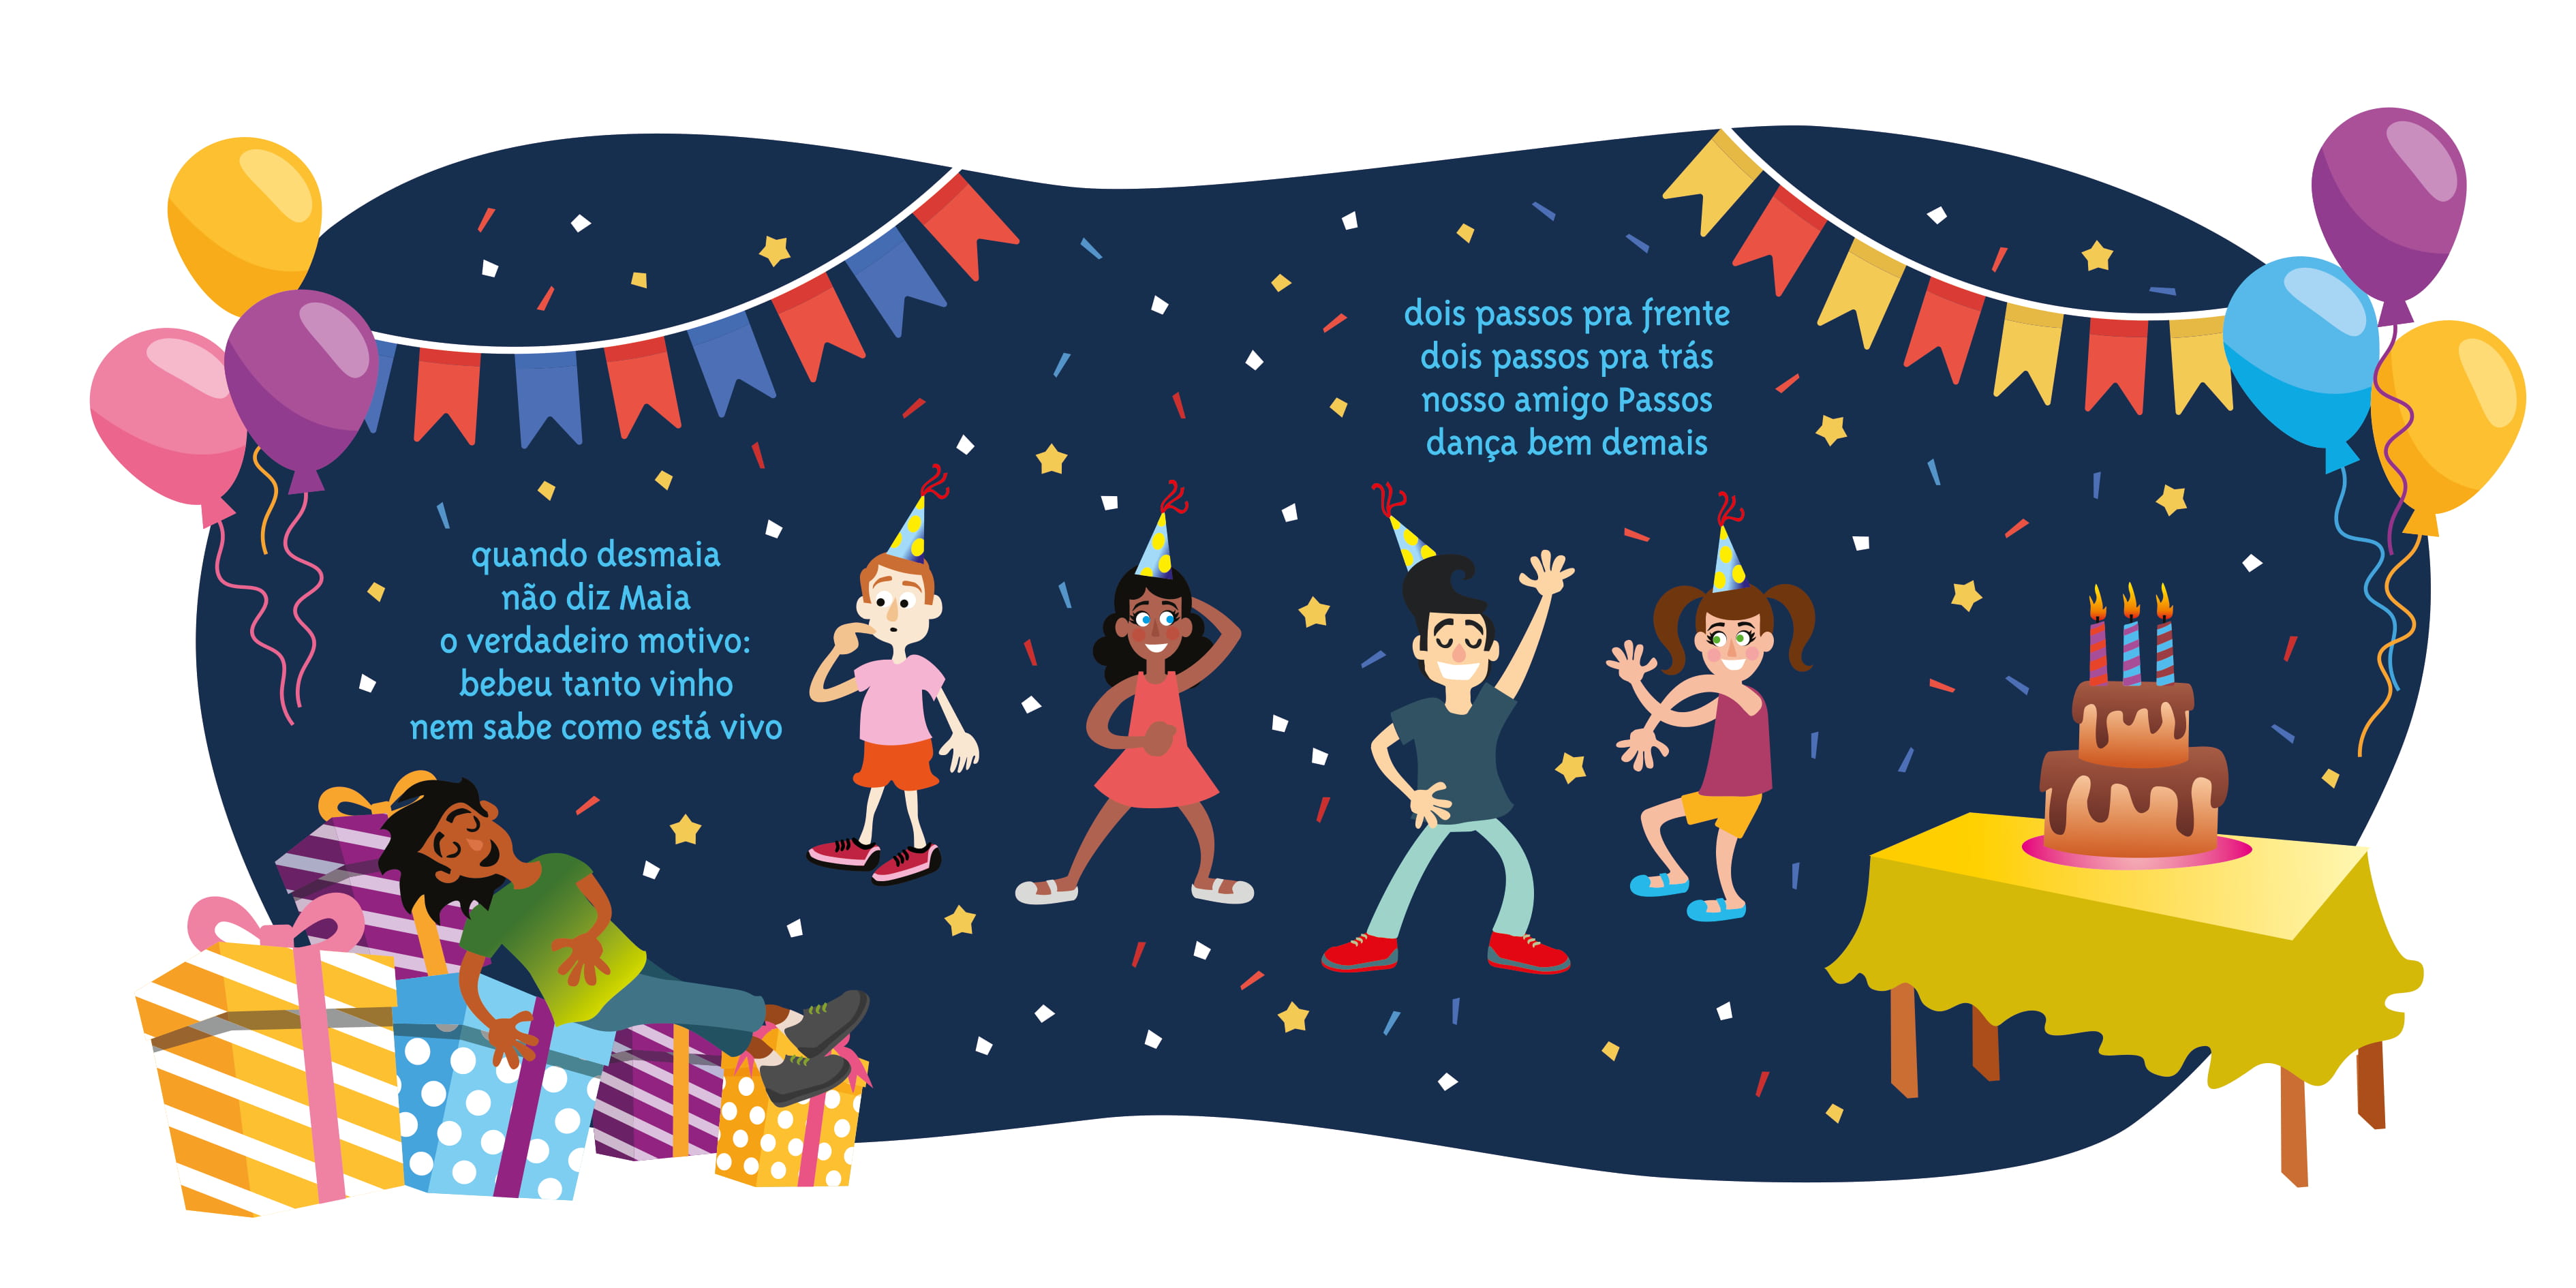 quando desmaia
não diz Maia
o verdadeiro motivo:
bebeu tanto vinho
nem sabe como está vivo
dois passos pra frente
dois passos pra trás
nosso amigo Passos
dança bem demais